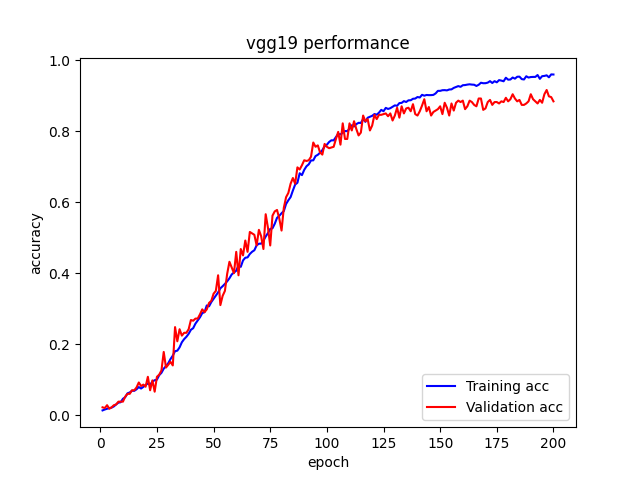 vgg19 performance
1.0
0.8
0.6
0.4
0.2
0.0
accuracy
0 25 50 75 100 125 150 175 200
epoch
Training acc
Validation acc